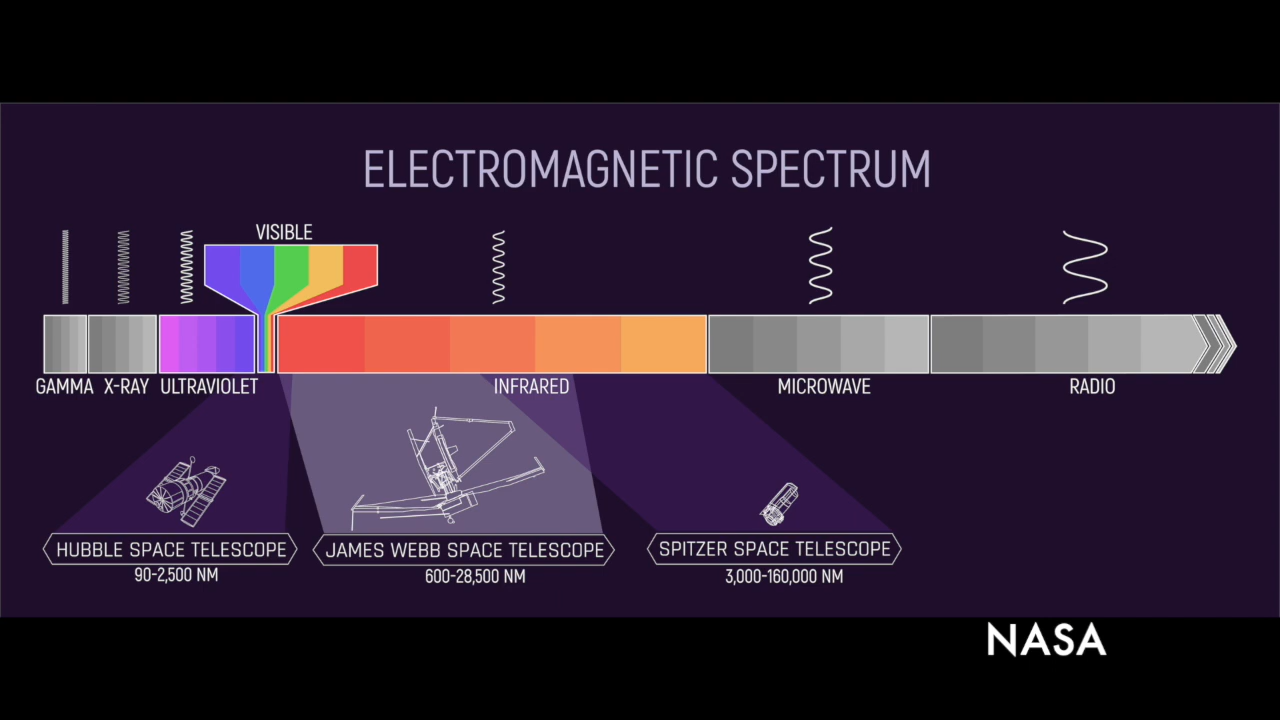 ELECTROMAGNETIC SPECTRUM
VISIBLE
GAMMA X-RAY ULTRAVIOLET INFRARED MICROWAVE RADIO
HUBBLE SPACE TELESCOPE
90-2,500 NM
JAMES WEBB SPACE TELESCOPE
600-28,500 NM
SPITZER SPACE TELESCOPE
3,000-160,000 NM
NASA